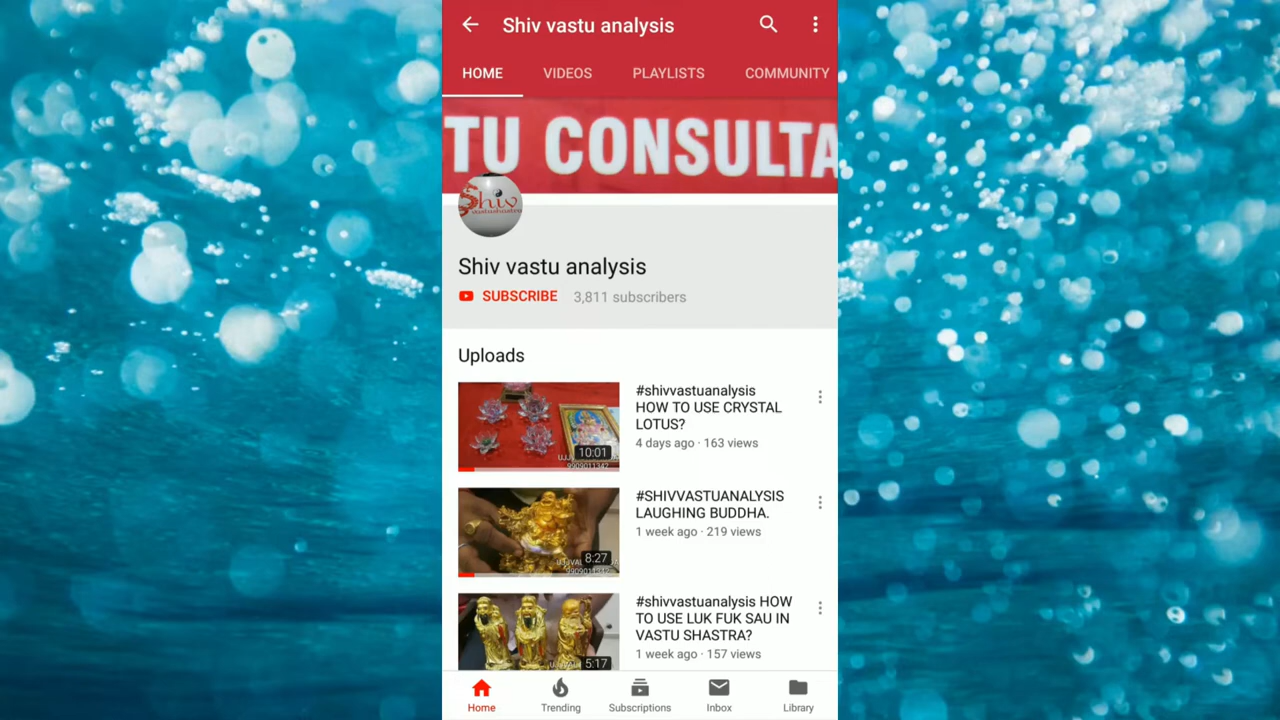 Shiv vastu analysis
HOME VIDEOS PLAYLISTS COMMUNITY
TU CONSULTA
Shiv
Shiv vastu analysis
SUBSCRIBE 3,811 subscribers
Uploads
#shivvastuanalysis
HOW TO USE CRYSTAL
LOTUS?
4 days ago · 163 views
10:01
9909011342
#SHIVVASTUANALYSIS
LAUGHING BUDDHA.
1 week ago · 219 views
8:27
9909011342
#shivvastuanalysis HOW
TO USE LUK FUK SAU IN
VASTU SHASTRA?
1 week ago · 157 views
5:17
Home Trending Subscriptions Inbox Library